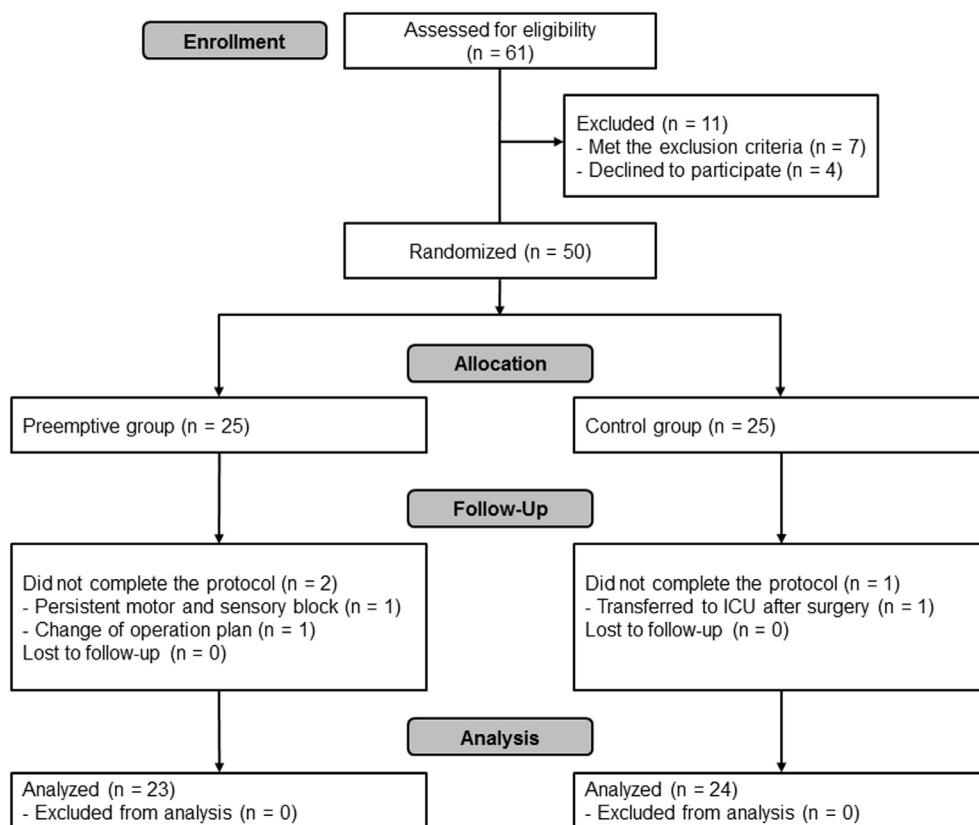 Enrollment
Assessed for eligibility
(n = 61)
Excluded (n = 11)
- Met the exclusion criteria (n = 7)
- Declined to participate (n = 4)
Randomized (n = 50)
Allocation
Preemptive group (n = 25)
Control group (n = 25)
Follow-Up
Did not complete the protocol (n = 2)
- Persistent motor and sensory block (n = 1)
- Change of operation plan (n = 1)
Lost to follow-up (n = 0)
Did not complete the protocol (n = 1)
- Transferred to ICU after surgery (n = 1)
Lost to follow-up (n = 0)
Analysis
Analyzed (n = 23)
- Excluded from analysis (n = 0)
Analyzed (n = 24)
- Excluded from analysis (n = 0)